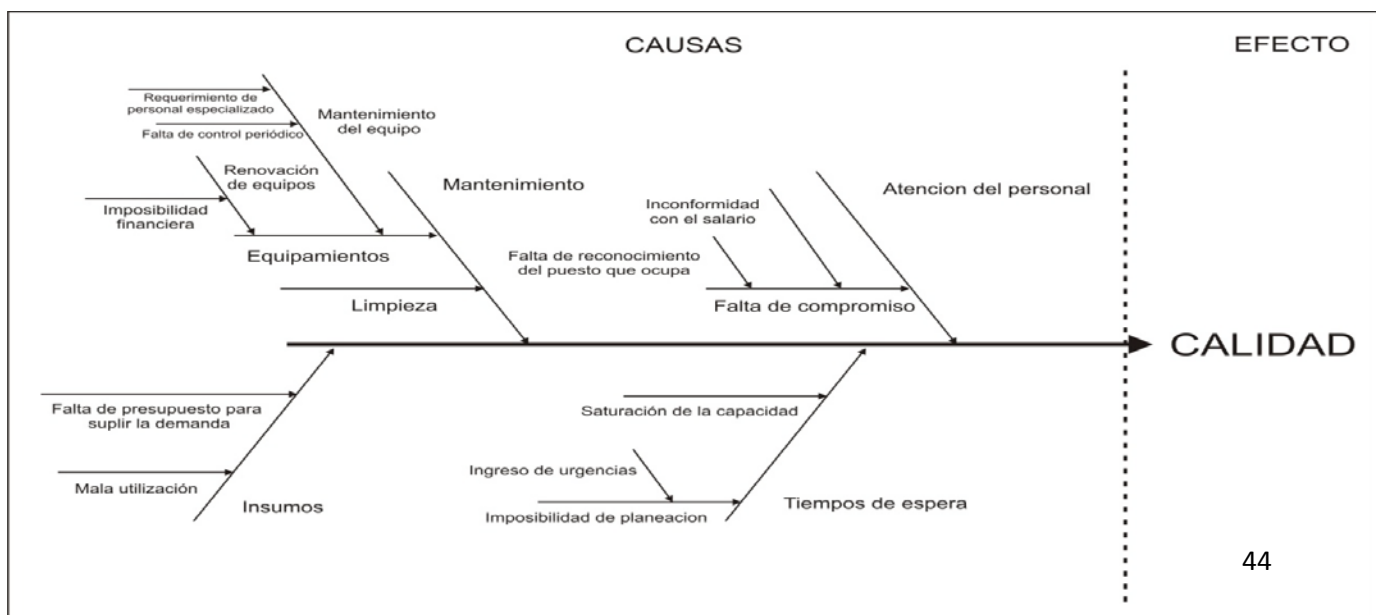 CAUSAS
EFECTO
Requerimiento de
personal especializado
Falta de control periódico
Mantenimiento
del equipo
Renovación
de equipos
Imposibilidad
financiera
Equipamientos
Mantenimiento
Limpieza
Inconformidad
con el salario
Falta de reconocimiento
del puesto que ocupa
Falta de compromiso
Atencion del personal
CALIDAD
Falta de presupuesto para
suplir la demanda
Mala utilización
Insumos
Saturación de la capacidad
Ingreso de urgencias
Imposibilidad de planeacion
Tiempos de espera
44